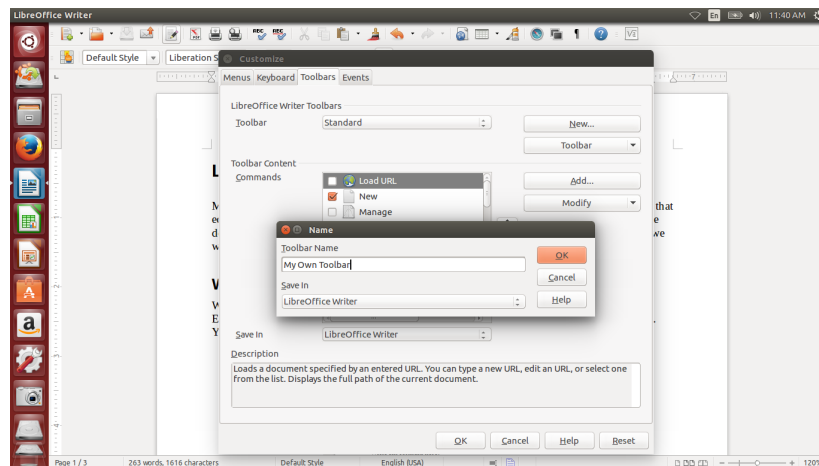 LibreOffice Writer
En
11:40 AM
Default Style
Liberation S
Customize
Menus Keyboard Toolbars Events
LibreOffice Writer Toolbars
Toolbar
Standard
New...
Toolbar
Toolbar Content
Commands
Load URL
New
Manage
Add...
Modify
that
we
Name
Toolbar Name
My Own Toolbar
Save In
LibreOffice Writer
OK
Cancel
Help
Save In
LibreOffice Writer
Description
Loads a document specified by an entered URL. You can type a new URL, edit an URL, or select one
from the list. Displays the full path of the current document.
OK
Cancel
Help
Reset
Page 1 / 3
263 words, 1616 characters
Default Style
English (USA)
120%